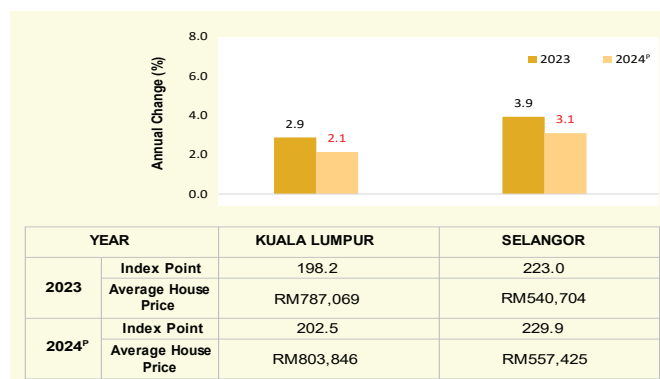 8.0
6.0
4.0
2.0
0.0
Annual Change (%)
2023
2024ᴾ
2.9
2.1
3.9
3.1
YEAR KUALA LUMPUR SELANGOR
2023 Index Point 198.2 223.0
Average House Price RM787,069 RM540,704
2024ᴾ Index Point 202.5 229.9
Average House Price RM803,846 RM557,425